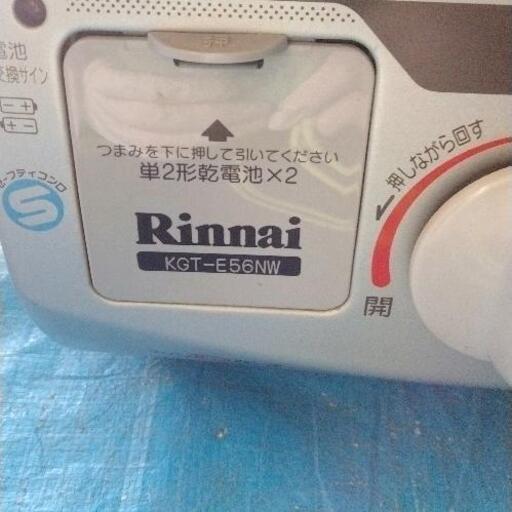 電池
交換サイン
つまみを下に押して引いてください
単2形乾電池×2
Rinnai
KGT-E56NW
S
押しながら回す
開